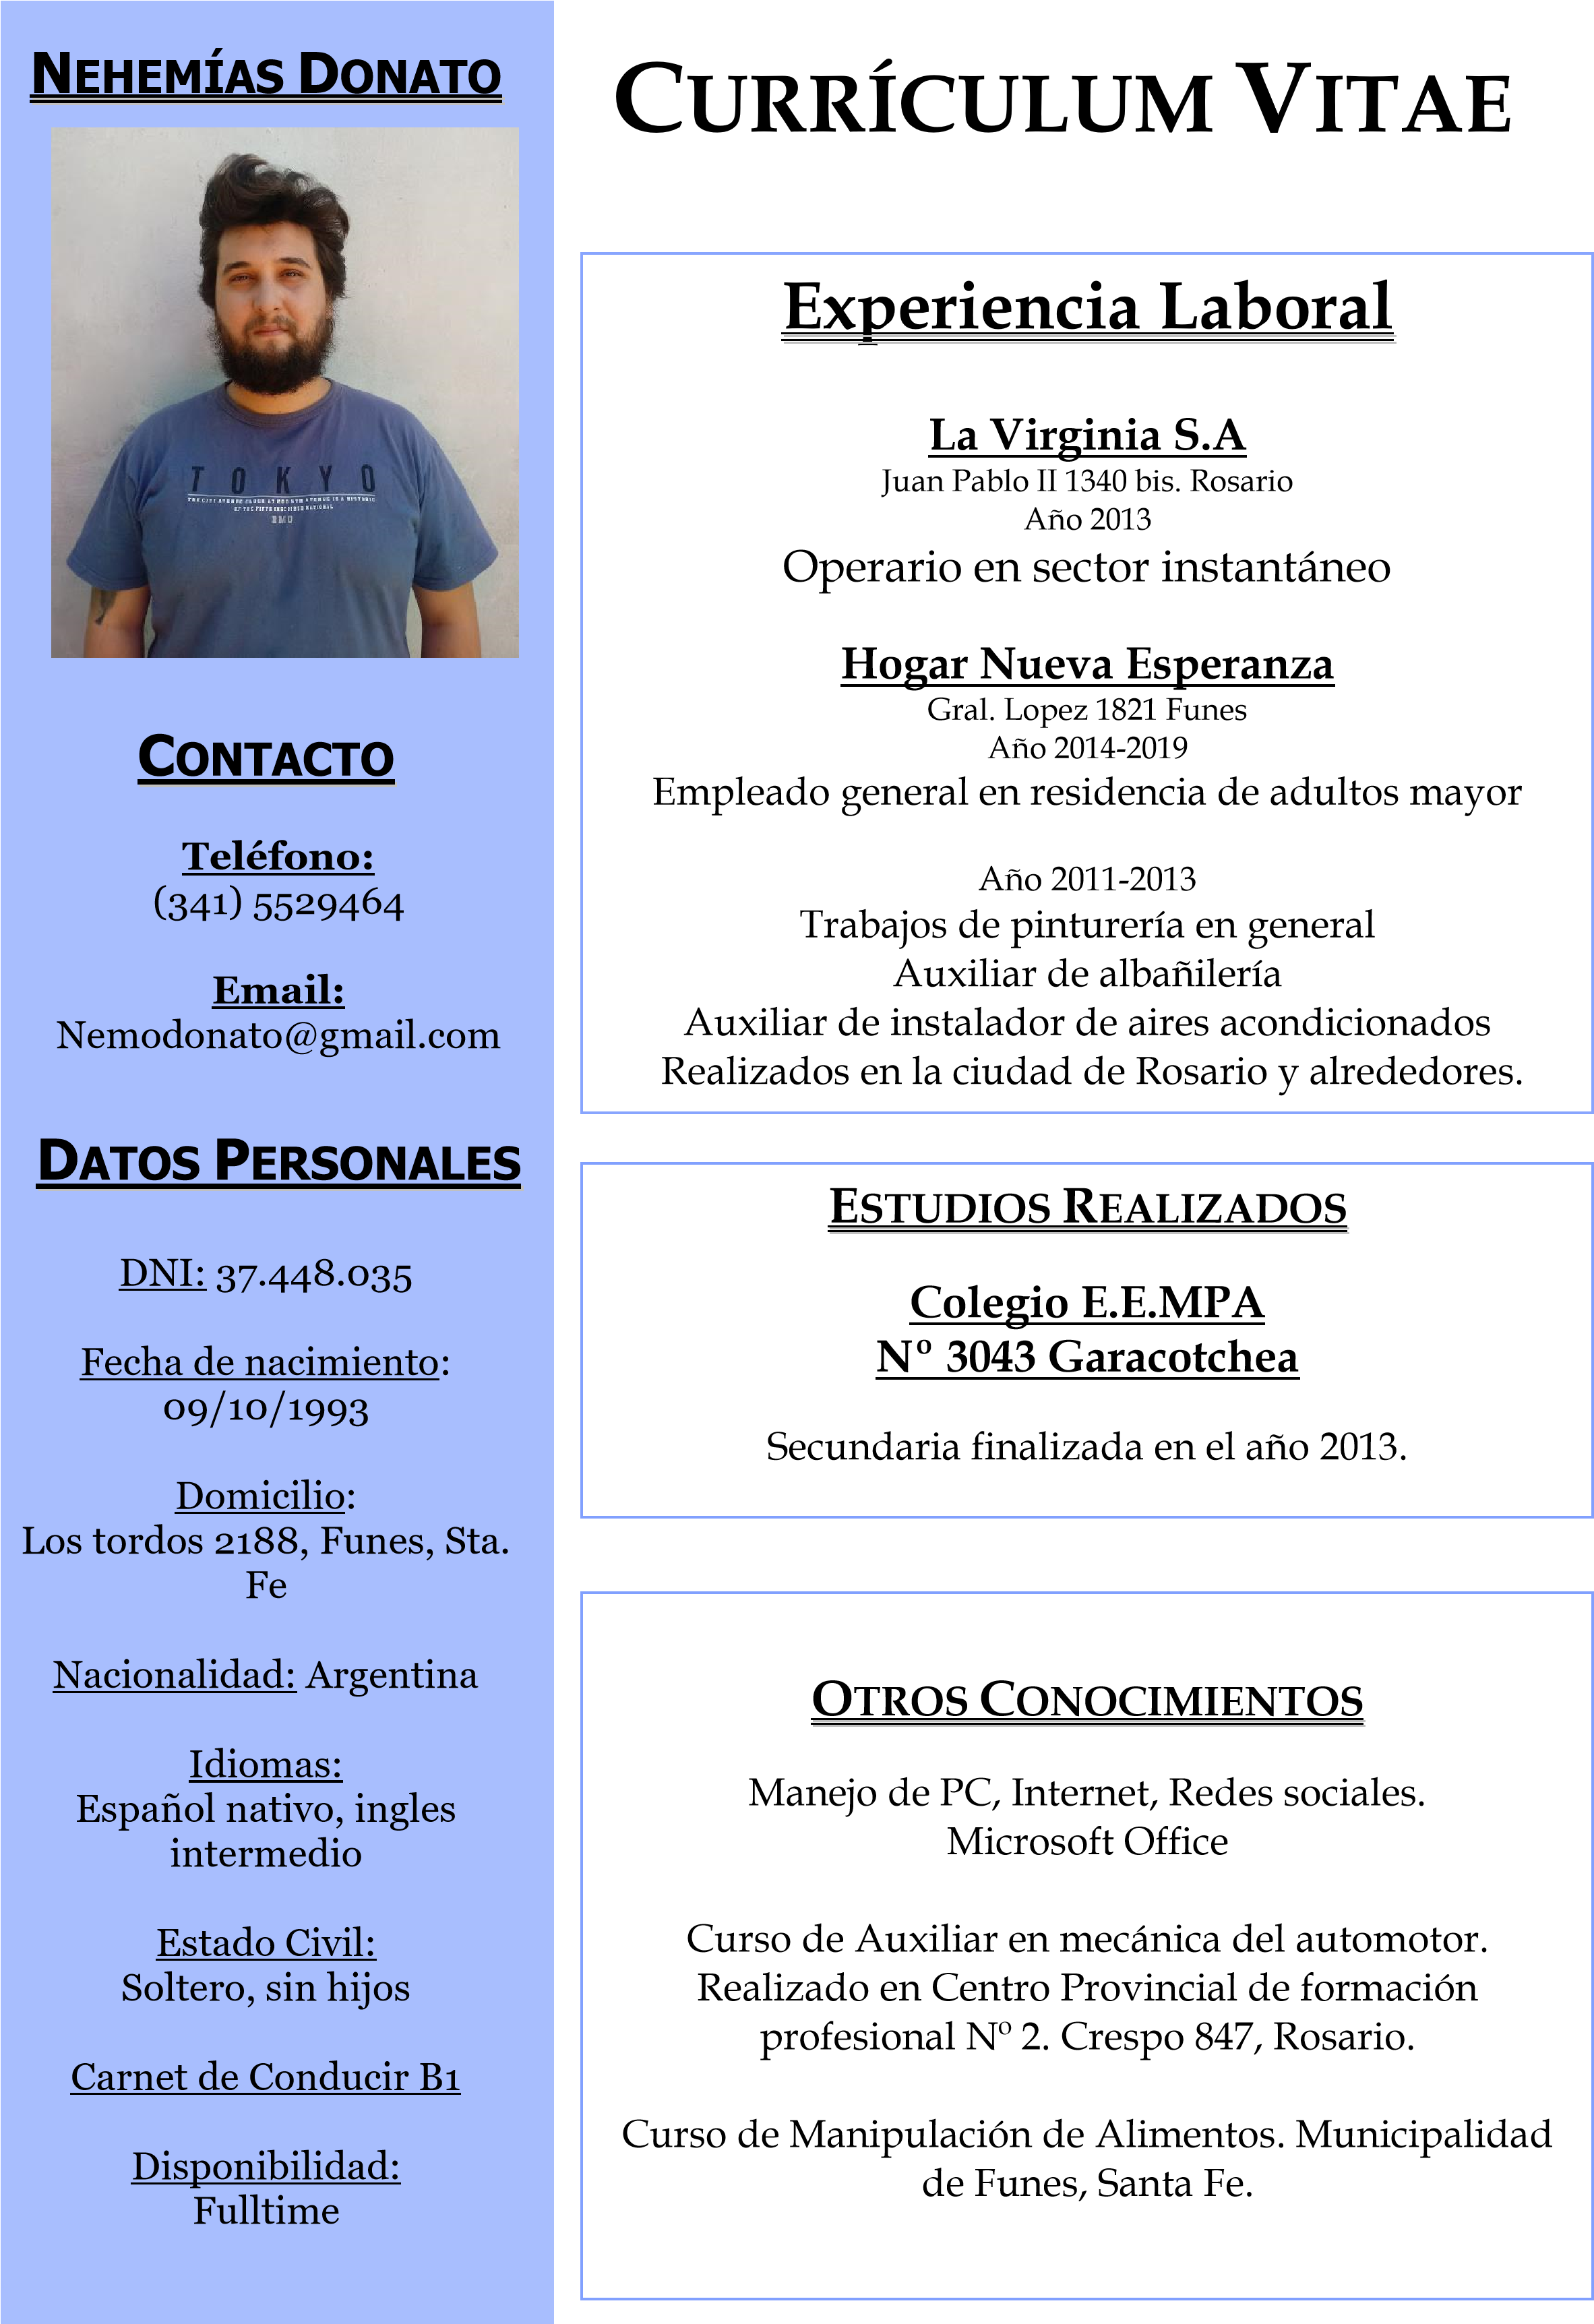 NEHEMÍAS DONATO
TOKYO
CONTACTO
Teléfono:
(341) 5529464
Email:
Nemodonato@gmail.com
DATOS PERSONALES
DNI: 37.448.035
Fecha de nacimiento:
09/10/1993
Domicilio:
Los tordos 2188, Funes, Sta.
Fe
Nacionalidad: Argentina
Idiomas:
Español nativo, ingles
intermedio
Estado Civil:
Soltero, sin hijos
Carnet de Conducir B1
Disponibilidad:
Fulltime
CURRÍCULUM VITAE
Experiencia Laboral
La Virginia S.A
Juan Pablo II 1340 bis. Rosario
Año 2013
Operario en sector instantáneo
Hogar Nueva Esperanza
Gral. Lopez 1821 Funes
Año 2014-2019
Empleado general en residencia de adultos mayor
Año 2011-2013
Trabajos de pinturería en general
Auxiliar de albañilería
Auxiliar de instalador de aires acondicionados
Realizados en la ciudad de Rosario y alrededores.
ESTUDIOS REALIZADOS
Colegio E.E.MPA
Nº 3043 Garacotchea
Secundaria finalizada en el año 2013.
OTROS CONOCIMIENTOS
Manejo de PC, Internet, Redes sociales.
Microsoft Office
Curso de Auxiliar en mecánica del automotor.
Realizado en Centro Provincial de formación
profesional Nº 2. Crespo 847, Rosario.
Curso de Manipulación de Alimentos. Municipalidad
de Funes, Santa Fe.